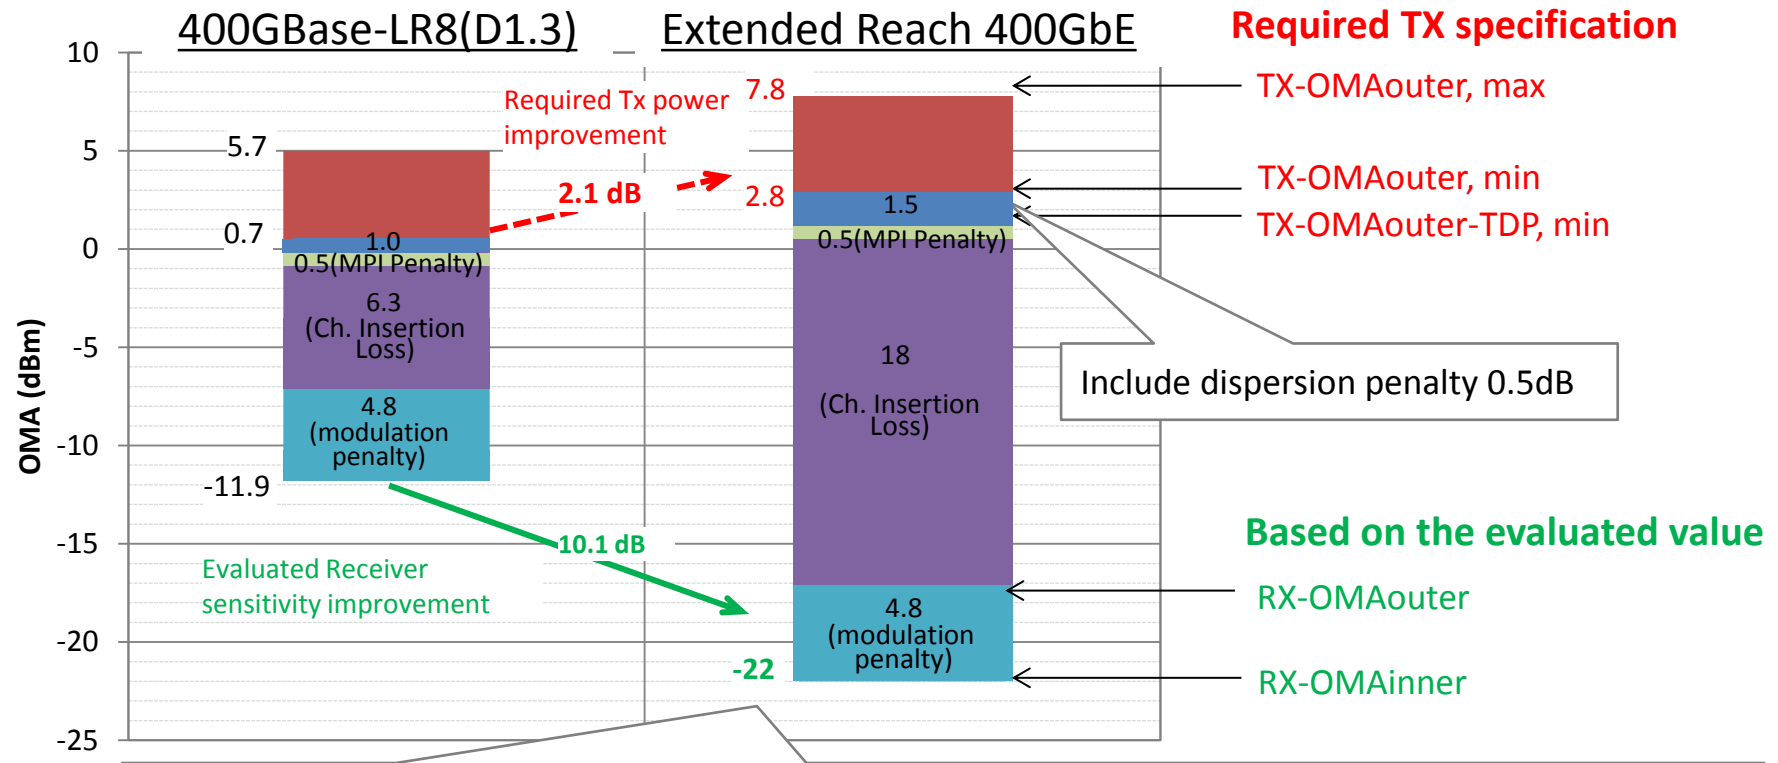 400GBase-LR8(D1.3)
Extended Reach 400GbE
Required TX specification
10
5
0
-5
-10
-15
-20
-25
OMA (dBm)
5.7
0.7
1.0
0.5(MPI Penalty)
6.3
(Ch. Insertion
Loss)
4.8
(modulation
penalty)
-11.9
Required Tx power
improvement
2.1 dB
10.1 dB
Evaluated Receiver
sensitivity improvement
7.8
2.8
1.5
0.5(MPI Penalty)
18
(Ch. Insertion
Loss)
4.8
(modulation
penalty)
-22
TX-OMAouter, max
TX-OMAouter, min
TX-OMAouter-TDP, min
Include dispersion penalty 0.5dB
Based on the evaluated value
RX-OMAouter
RX-OMAinner